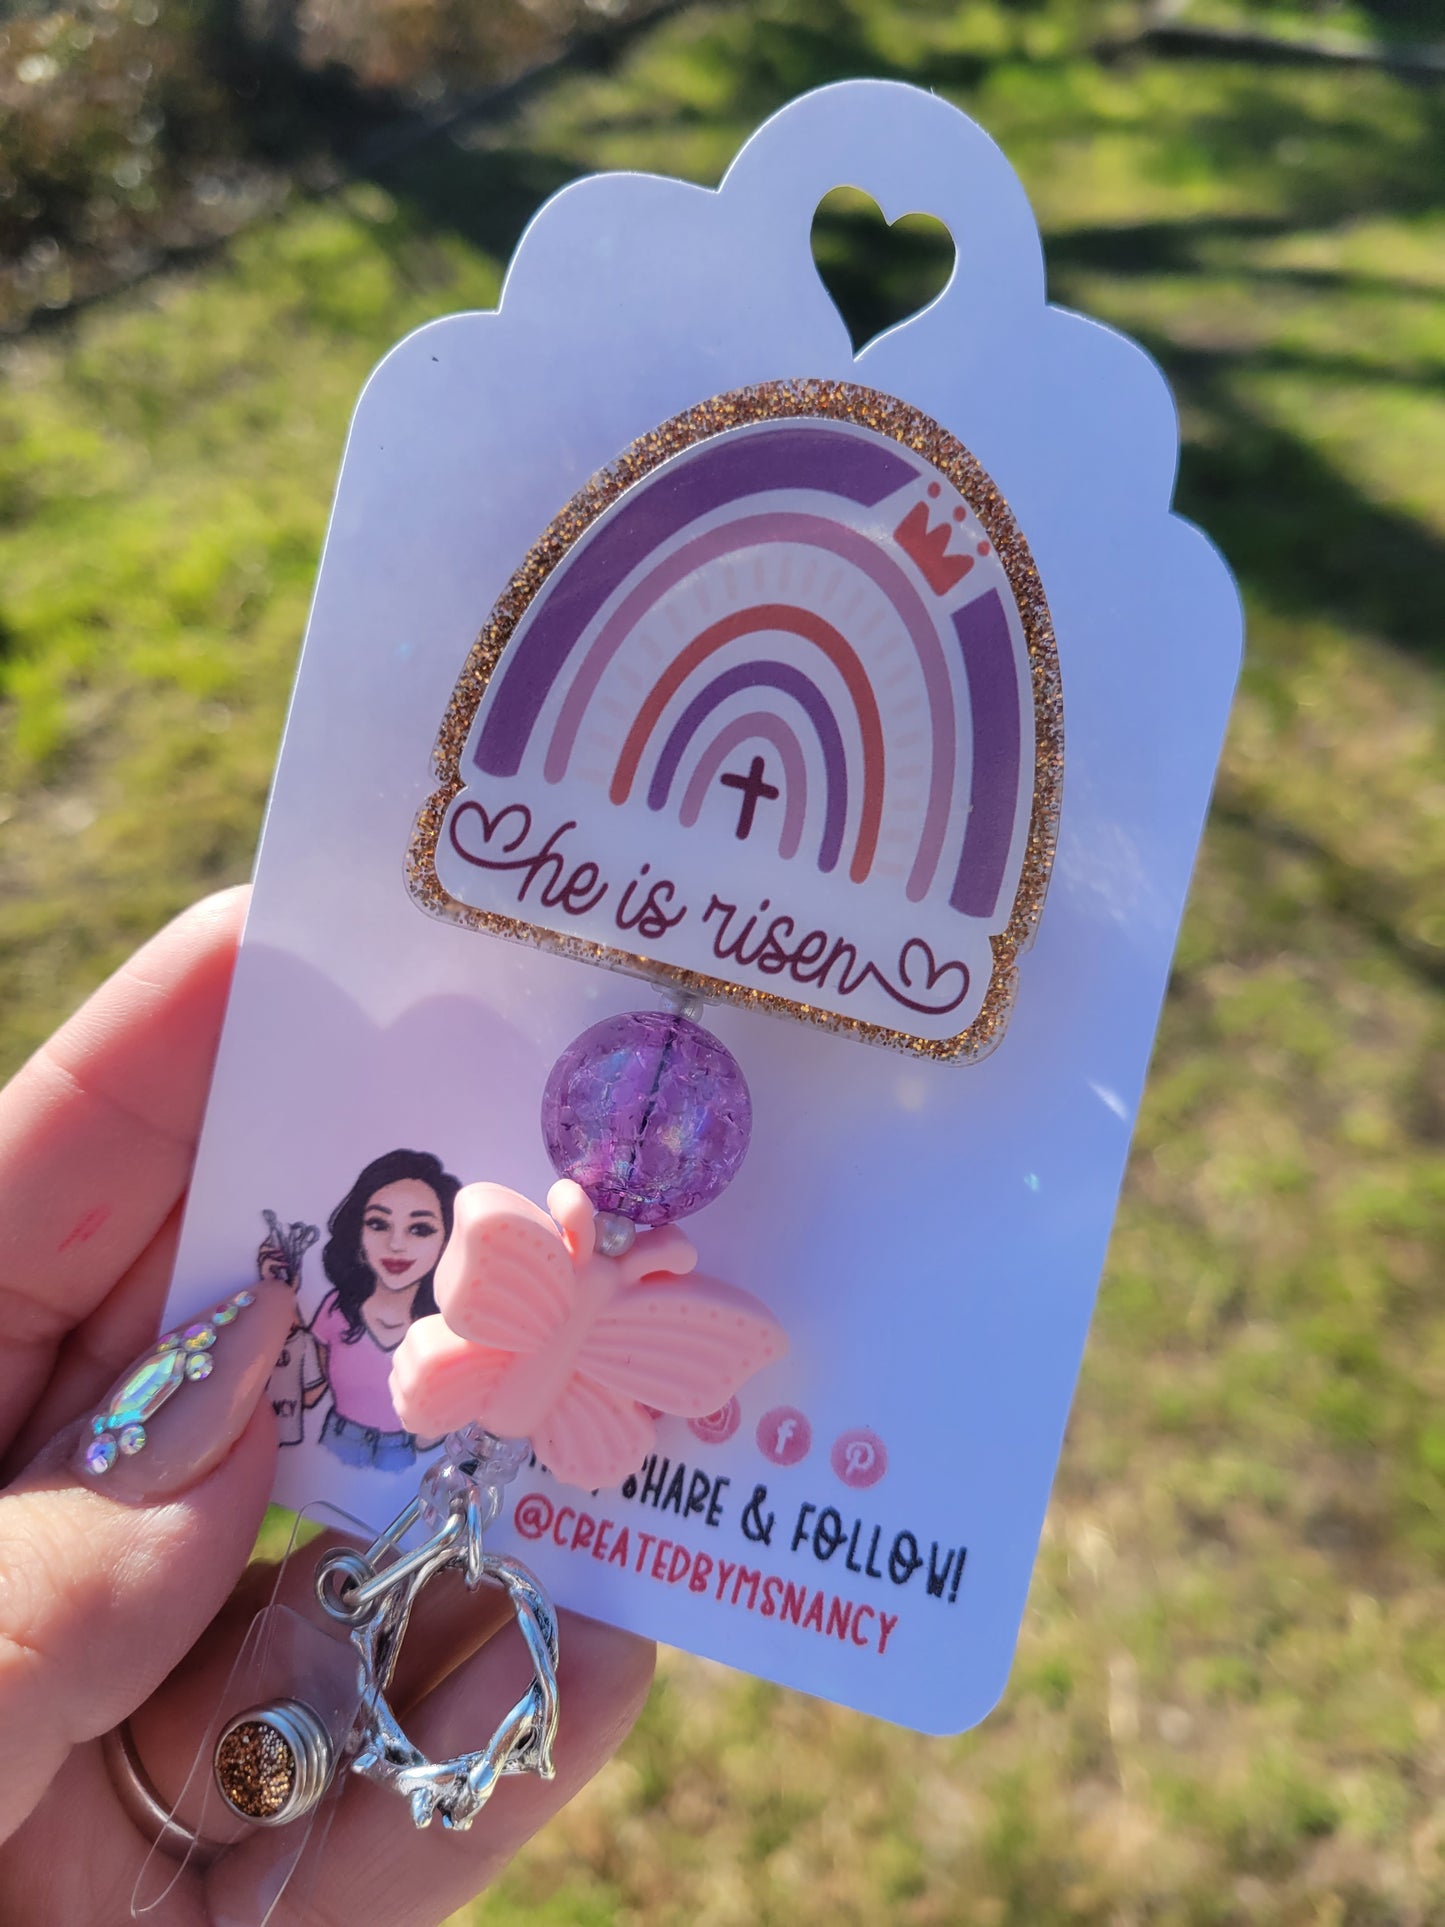 he is risen
SHARE & FOLLOW!
@CREATEDBYMSNANCY